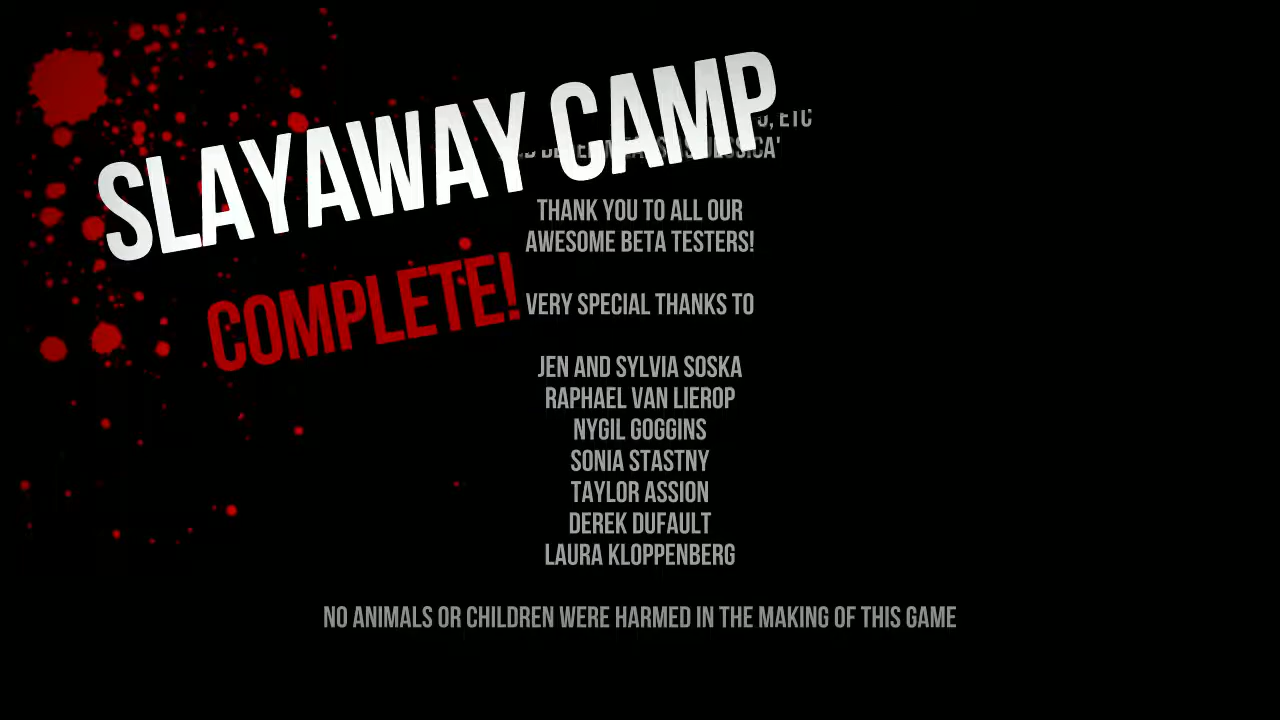 SLAYAWAY CAMP
COMPLETE!
ETC
THANK YOU TO ALL OUR
AWESOME BETA TESTERS!
VERY SPECIAL THANKS TO
JEN AND SYLVIA SOSKA
RAPHAEL VAN LIEROP
NYGIL GOGGINS
SONIA STASTNY
TAYLOR ASSION
DEREK DUFAULT
LAURA KLOPPENBERG
NO ANIMALS OR CHILDREN WERE HARMED IN THE MAKING OF THIS GAME